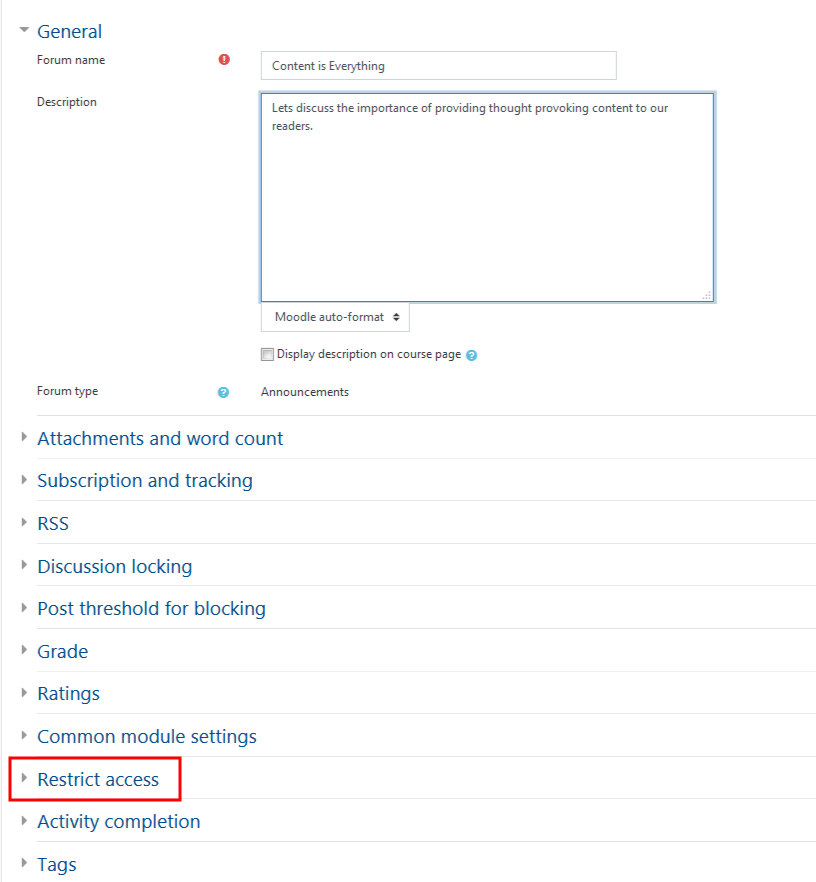 General
Forum name
Content is Everything
Description
Lets discuss the importance of providing thought provoking content to our
readers.
Moodle auto-format
Display description on course page
Forum type
Announcements
Attachments and word count
Subscription and tracking
RSS
Discussion locking
Post threshold for blocking
Grade
Ratings
Common module settings
Restrict access
Activity completion
Tags